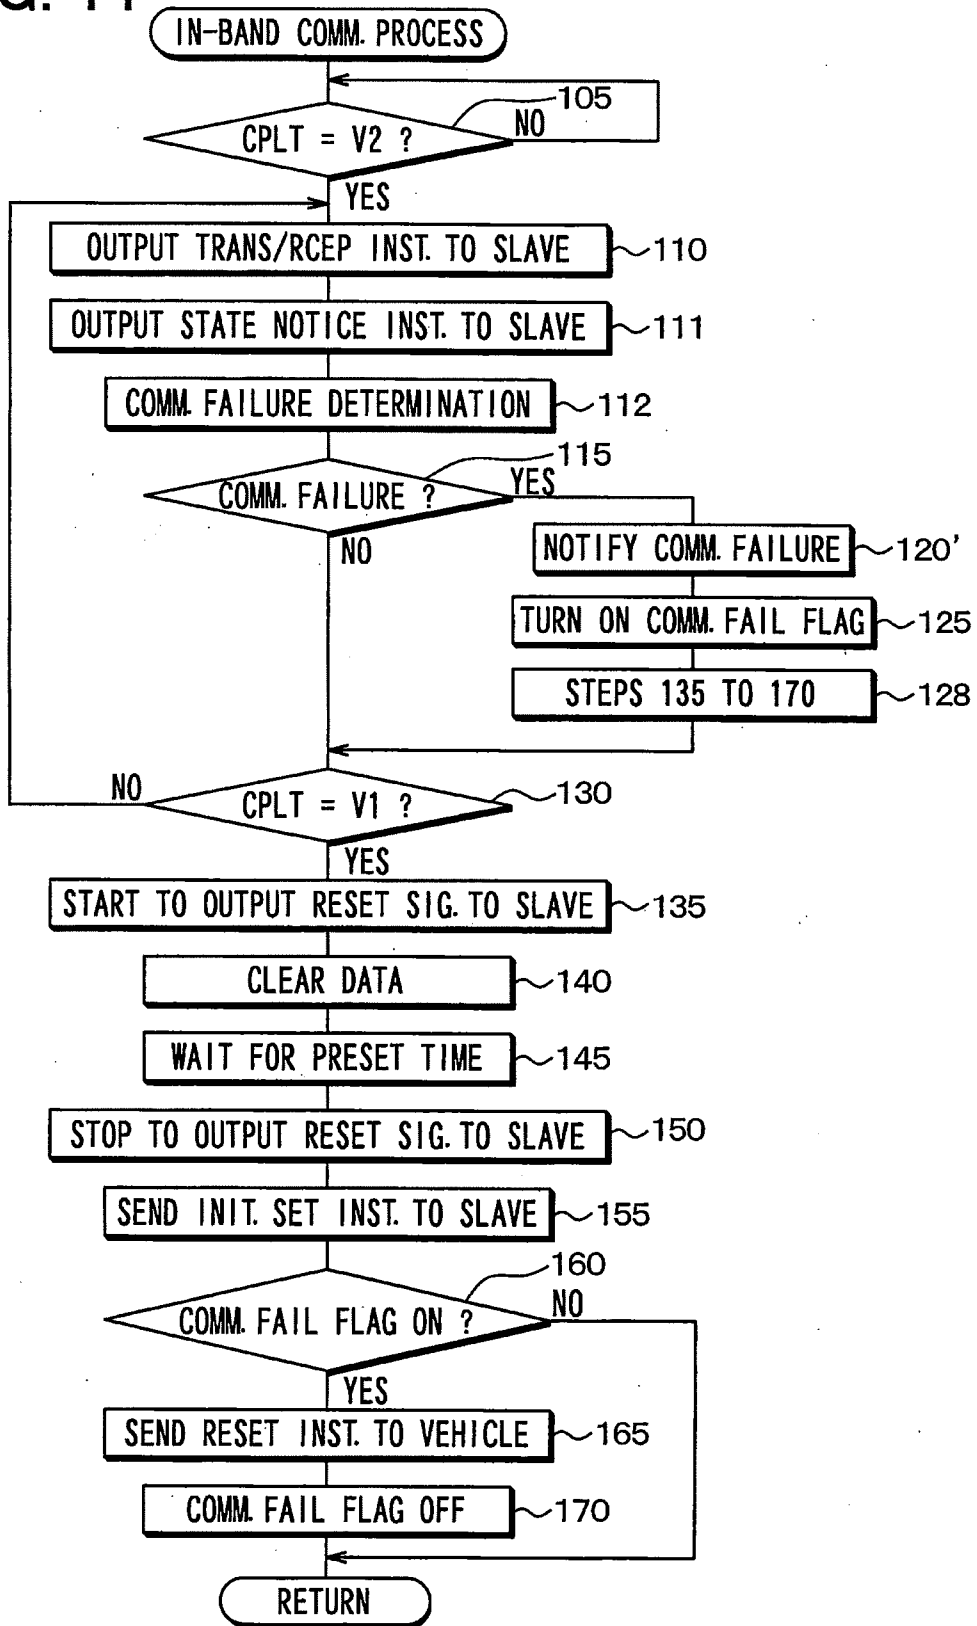 IN-BAND COMM. PROCESS
105
CPLT = V2 ?
NO
YES
OUTPUT TRANS/RCEP INST. TO SLAVE
110
OUTPUT STATE NOTICE INST. TO SLAVE
111
COMM. FAILURE DETERMINATION
112
115
COMM. FAILURE ?
YES
NO
NOTIFY COMM. FAILURE
120'
TURN ON COMM. FAIL FLAG
125
STEPS 135 TO 170
128
NO
CPLT = V1 ?
130
YES
START TO OUTPUT RESET SIG. TO SLAVE
135
CLEAR DATA
140
WAIT FOR PRESET TIME
145
STOP TO OUTPUT RESET SIG. TO SLAVE
150
SEND INIT. SET INST. TO SLAVE
155
160
COMM. FAIL FLAG ON ?
NO
YES
SEND RESET INST. TO VEHICLE
165
COMM. FAIL FLAG OFF
170
RETURN